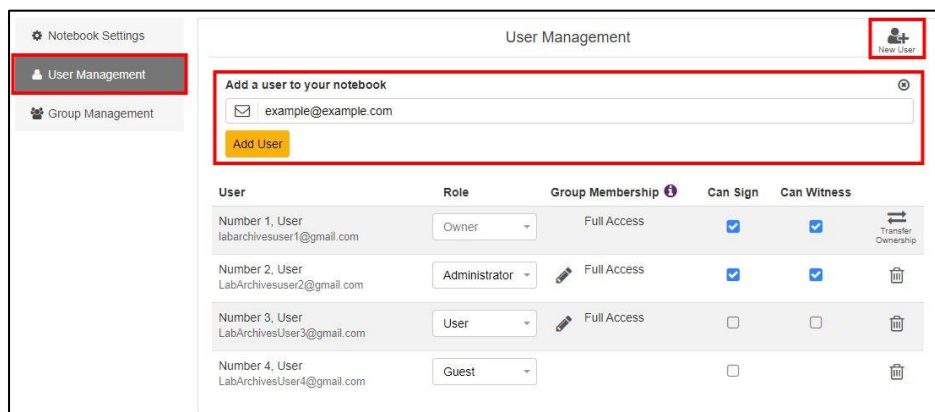 Notebook Settings
User Management
New User
User Management
Add a user to your notebook
Group Management
example@example.com
Add User
User Role Group Membership Can Sign Can Witness
Number 1, User Owner Full Access
labarchivesuser1@gmail.com
Transfer
Ownership
Number 2, User Administrator Full Access
LabArchivesuser2@gmail.com
Number 3, User User Full Access
LabArchivesUser3@gmail.com
Number 4, User Guest
LabArchivesUser4@gmail.com